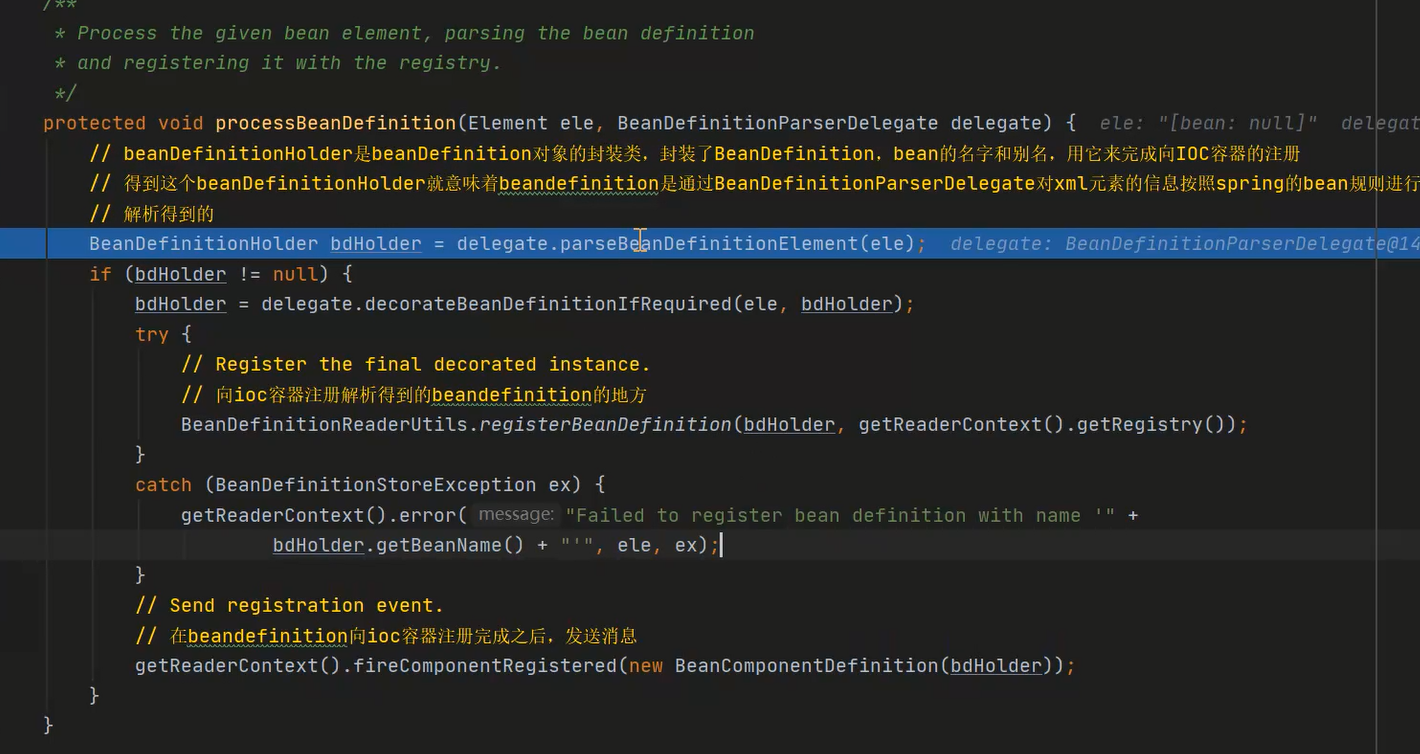 /**
 * Process the given bean element, parsing the bean definition
 * and registering it with the registry.
 */
protected void processBeanDefinition(Element ele, BeanDefinitionParserDelegate delegate) {  ele: "[bean: null]"  delegat
    // beanDefinitionHolder是beanDefinition对象的封装类，封装了BeanDefinition，bean的名字和别名，用它来完成向IOC容器的注册
    // 得到这个beanDefinitionHolder就意味着beandefinition是通过BeanDefinitionParserDelegate对xml元素的信息按照spring的bean规则进行
    // 解析得到的
    BeanDefinitionHolder bdHolder = delegate.parseBeanDefinitionElement(ele);  delegate: BeanDefinitionParserDelegate@14
    if (bdHolder != null) {
        bdHolder = delegate.decorateBeanDefinitionIfRequired(ele, bdHolder);
        try {
            // Register the final decorated instance.
            // 向ioc容器注册解析得到的beandefinition的地方
            BeanDefinitionReaderUtils.registerBeanDefinition(bdHolder, getReaderContext().getRegistry());
        }
        catch (BeanDefinitionStoreException ex) {
            getReaderContext().error( message: "Failed to register bean definition with name '" +
                    bdHolder.getBeanName() + "'", ele, ex);
        }
        // Send registration event.
        // 在beandefinition向ioc容器注册完成之后，发送消息
        getReaderContext().fireComponentRegistered(new BeanComponentDefinition(bdHolder));
    }
}